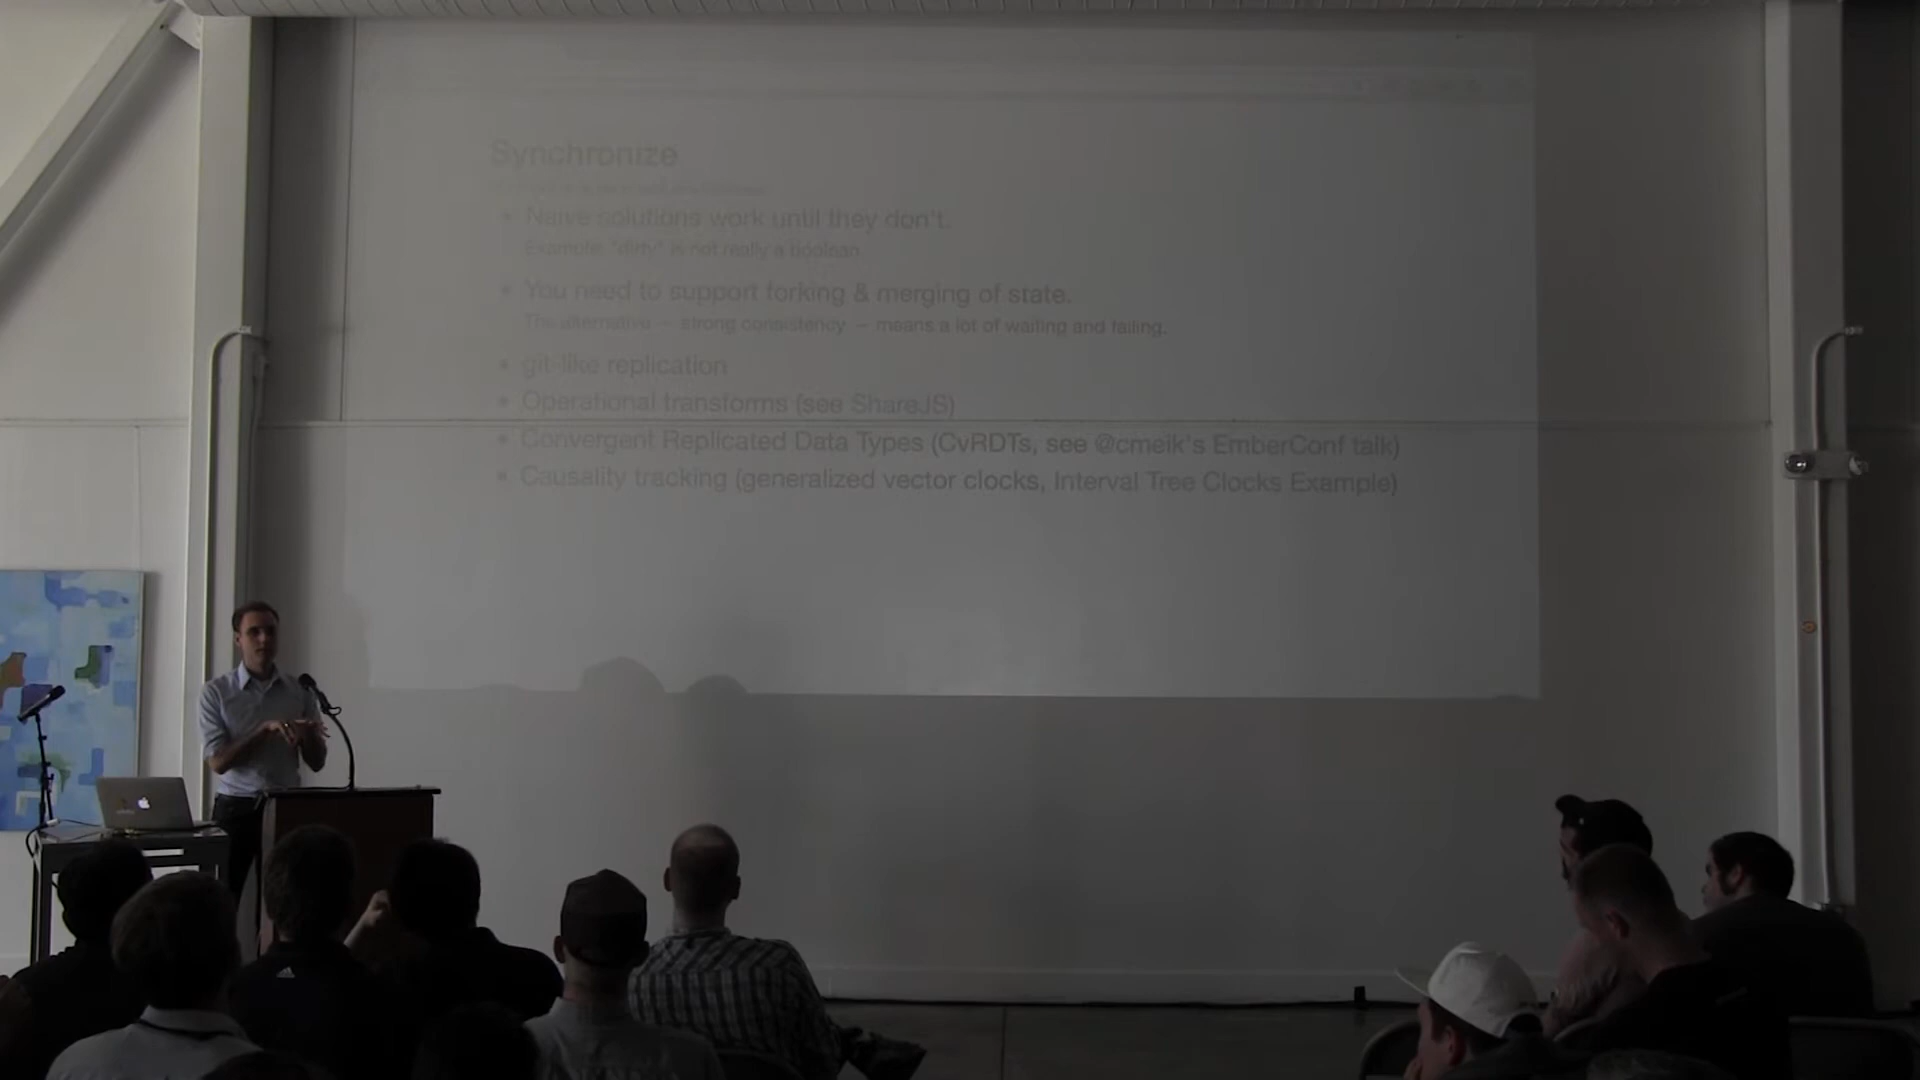 Synchronize
• Naive solutions work until they don't.
Example: "dirty" is not really a boolean.
• You need to support forking & merging of state.
The alternative – strong consistency – means a lot of waiting and failing.
• git-like replication
• Operational transforms (see ShareJS)
• Convergent Replicated Data Types (CvRDTs, see @cmeik's EmberConf talk)
• Causality tracking (generalized vector clocks, Interval Tree Clocks Example)